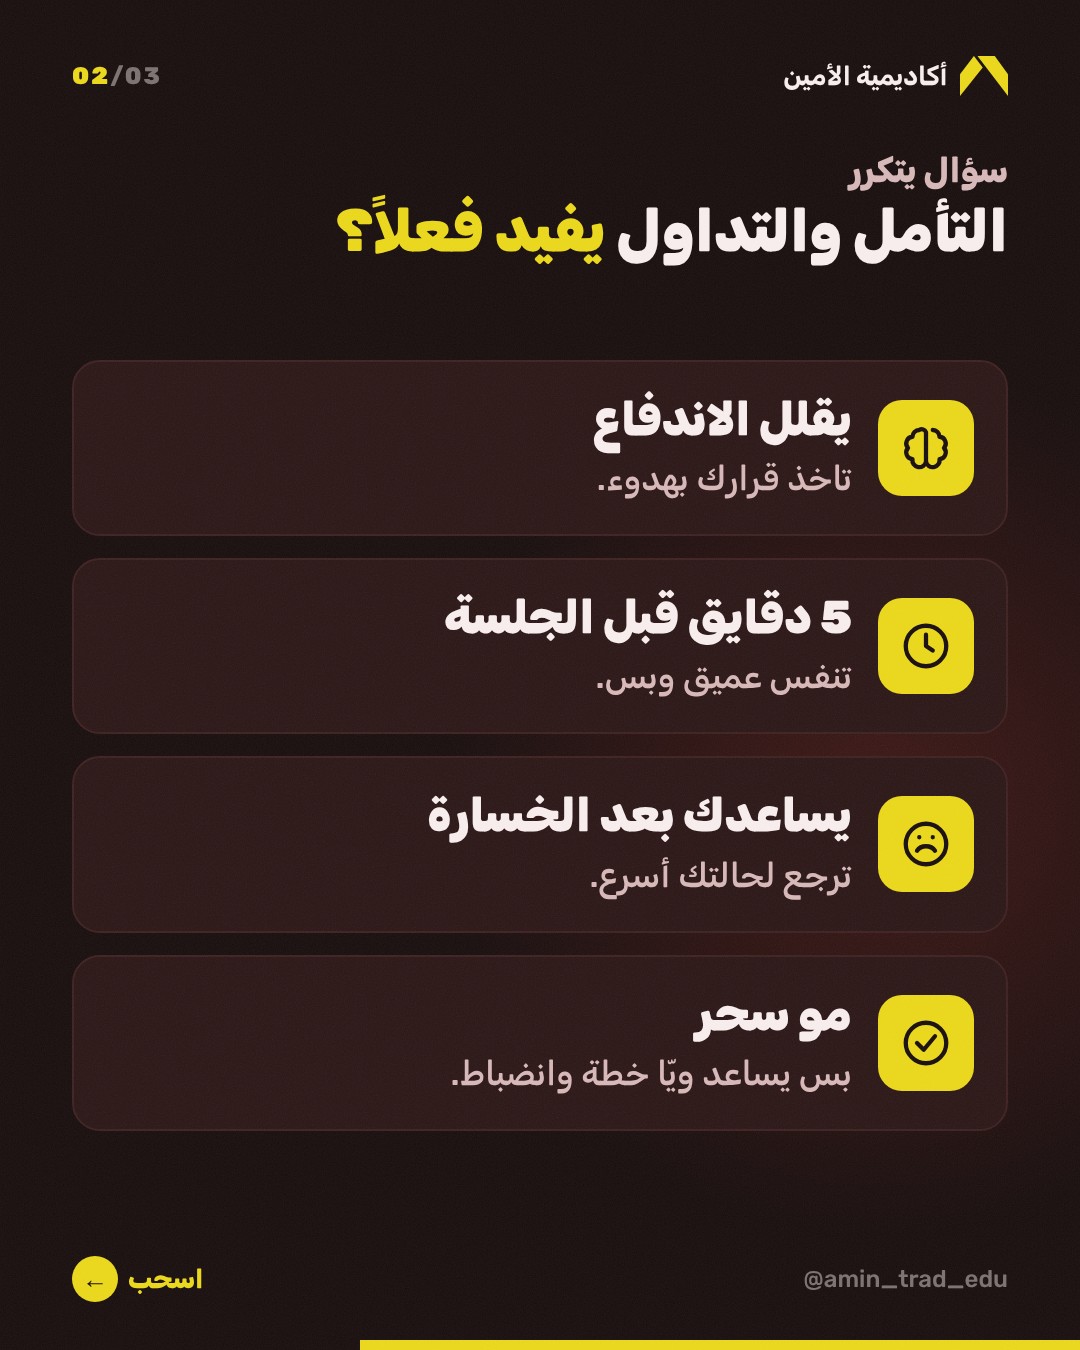 أكاديمية الأمين
02/03
سؤال يتكرر
التأمل والتداول يفيد فعلاً؟
يقلل الاندفاع
تاخذ قرارك بهدوء.
5 دقايق قبل الجلسة
تنفس عميق وبس.
يساعدك بعد الخسارة
ترجع لحالتك أسرع.
مو سحر
بس يساعد ويّا خطة وانضباط.
@amin_trad_edu
اسحب ←